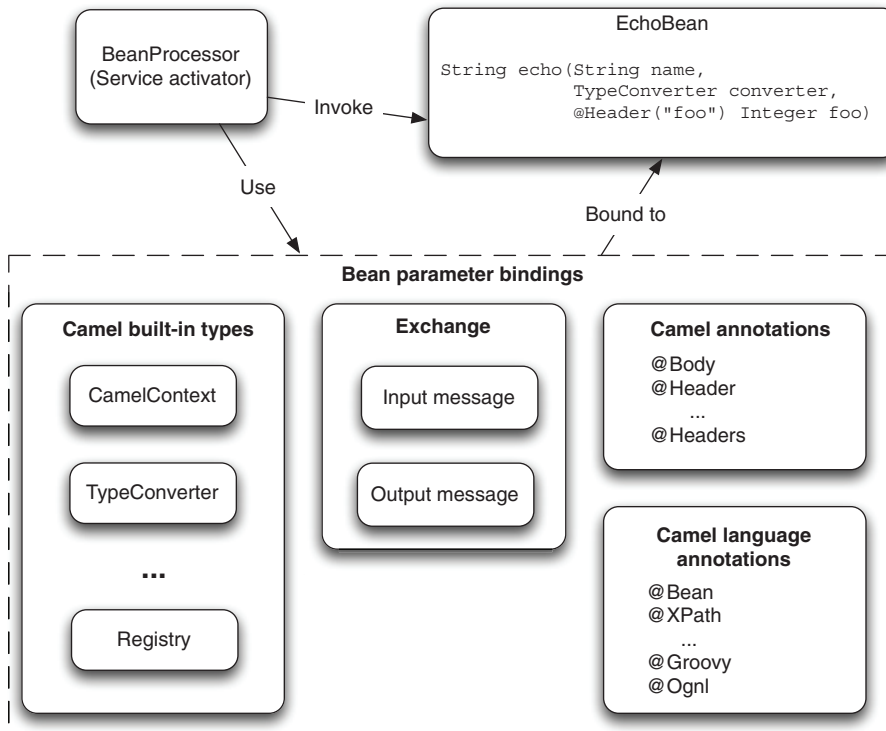 BeanProcessor
(Service activator)
EchoBean
String echo(String name,
TypeConverter converter,
@Header("foo") Integer foo)
Invoke
Use
Bound to
Bean parameter bindings
Camel built-in types
CamelContext
TypeConverter
...
Registry
Exchange
Input message
Output message
Camel annotations
@Body
@Header
...
@Headers
Camel language
annotations
@Bean
@XPath
...
@Groovy
@Ognl